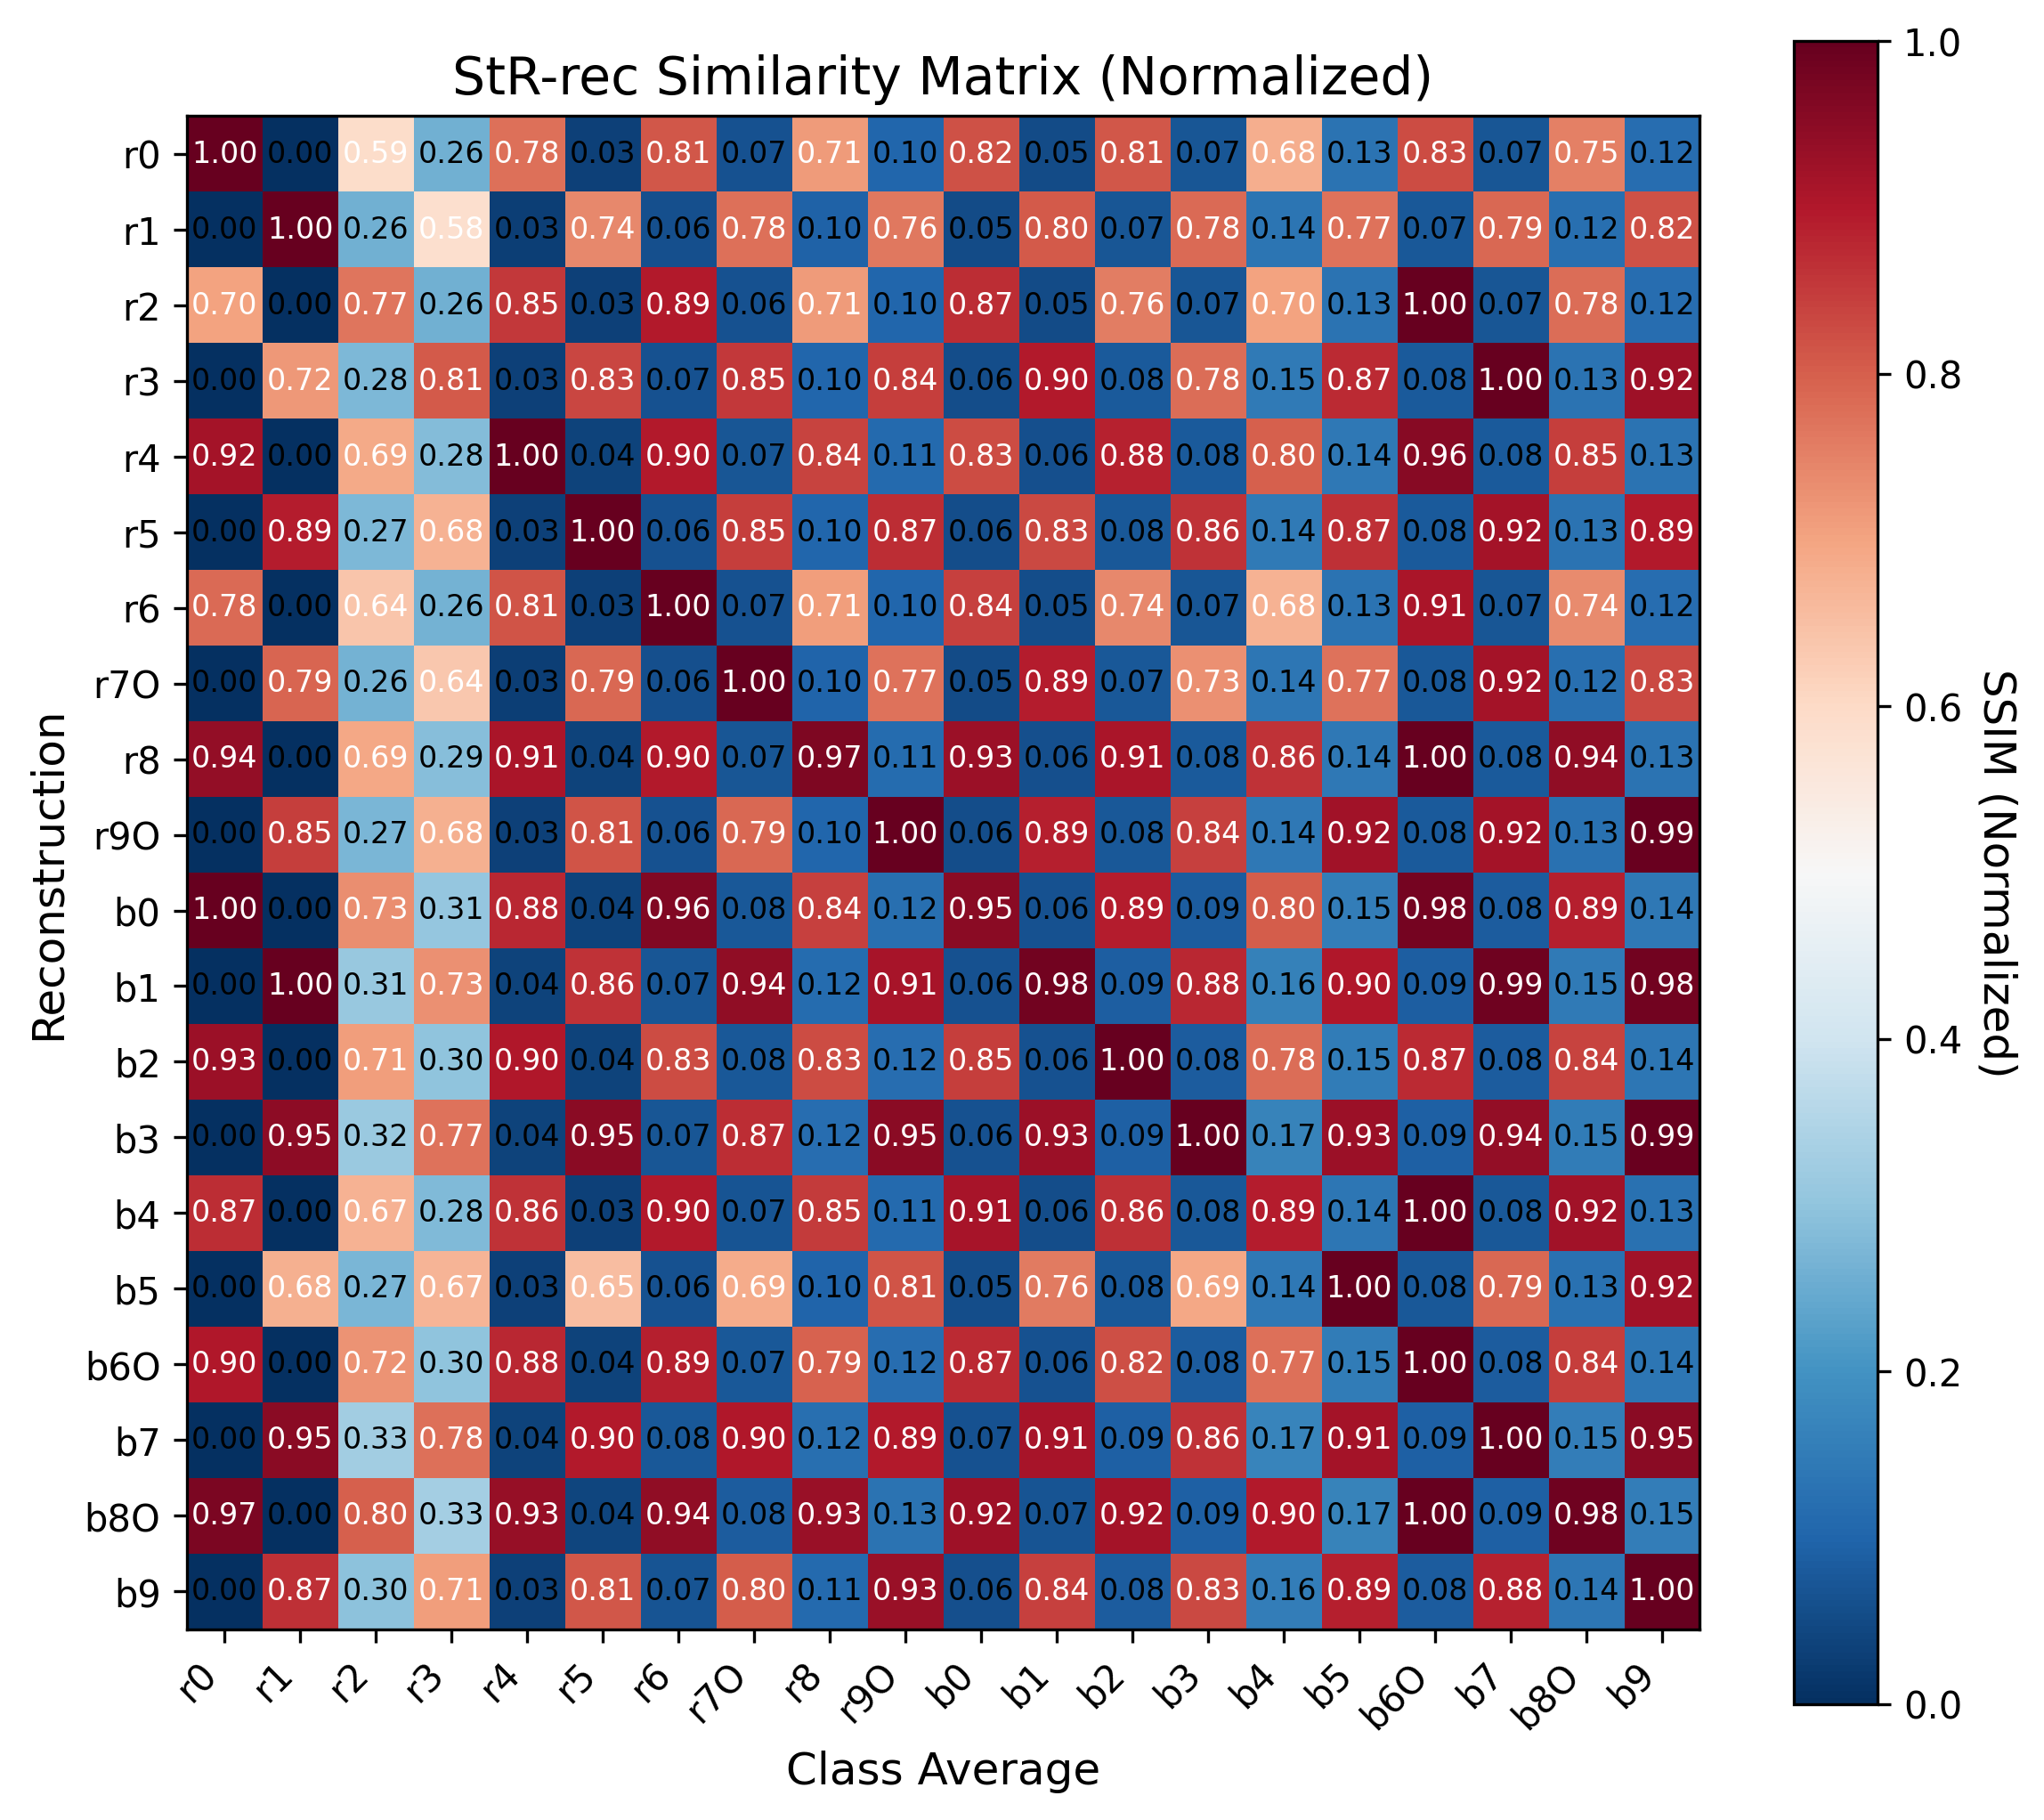 StR-rec Similarity Matrix (Normalized)
r0 1.00 0.00 0.59 0.26 0.78 0.03 0.81 0.07 0.71 0.10 0.82 0.05 0.81 0.07 0.68 0.13 0.83 0.07 0.75 0.12
r1 0.00 1.00 0.26 0.58 0.03 0.74 0.06 0.78 0.10 0.76 0.05 0.80 0.07 0.78 0.14 0.77 0.07 0.79 0.12 0.82
r2 0.70 0.00 0.77 0.26 0.85 0.03 0.89 0.06 0.71 0.10 0.87 0.05 0.76 0.07 0.70 0.13 1.00 0.07 0.78 0.12
r3 0.00 0.72 0.28 0.81 0.03 0.83 0.07 0.85 0.10 0.84 0.06 0.90 0.08 0.78 0.15 0.87 0.08 1.00 0.13 0.92
r4 0.92 0.00 0.69 0.28 1.00 0.04 0.90 0.07 0.84 0.11 0.83 0.06 0.88 0.08 0.80 0.14 0.96 0.08 0.85 0.13
r5 0.00 0.89 0.27 0.68 0.03 1.00 0.06 0.85 0.10 0.87 0.06 0.83 0.08 0.86 0.14 0.87 0.08 0.92 0.13 0.89
r6 0.78 0.00 0.64 0.26 0.81 0.03 1.00 0.07 0.71 0.10 0.84 0.05 0.74 0.07 0.68 0.13 0.91 0.07 0.74 0.12
r7O 0.00 0.79 0.26 0.64 0.03 0.79 0.06 1.00 0.10 0.77 0.05 0.89 0.07 0.73 0.14 0.77 0.08 0.92 0.12 0.83
r8 0.94 0.00 0.69 0.29 0.91 0.04 0.90 0.07 0.97 0.11 0.93 0.06 0.91 0.08 0.86 0.14 1.00 0.08 0.94 0.13
r9O 0.00 0.85 0.27 0.68 0.03 0.81 0.06 0.79 0.10 1.00 0.06 0.89 0.08 0.84 0.14 0.92 0.08 0.92 0.13 0.99
b0 1.00 0.00 0.73 0.31 0.88 0.04 0.96 0.08 0.84 0.12 0.95 0.06 0.89 0.09 0.80 0.15 0.98 0.08 0.89 0.14
b1 0.00 1.00 0.31 0.73 0.04 0.86 0.07 0.94 0.12 0.91 0.06 0.98 0.09 0.88 0.16 0.90 0.09 0.99 0.15 0.98
b2 0.93 0.00 0.71 0.30 0.90 0.04 0.83 0.08 0.83 0.12 0.85 0.06 1.00 0.08 0.78 0.15 0.87 0.08 0.84 0.14
b3 0.00 0.95 0.32 0.77 0.04 0.95 0.07 0.87 0.12 0.95 0.06 0.93 0.09 1.00 0.17 0.93 0.09 0.94 0.15 0.99
b4 0.87 0.00 0.67 0.28 0.86 0.03 0.90 0.07 0.85 0.11 0.91 0.06 0.86 0.08 0.89 0.14 1.00 0.08 0.92 0.13
b5 0.00 0.68 0.27 0.67 0.03 0.65 0.06 0.69 0.10 0.81 0.05 0.76 0.08 0.69 0.14 1.00 0.08 0.79 0.13 0.92
b6O 0.90 0.00 0.72 0.30 0.88 0.04 0.89 0.07 0.79 0.12 0.87 0.06 0.82 0.08 0.77 0.15 1.00 0.08 0.84 0.14
b7 0.00 0.95 0.33 0.78 0.04 0.90 0.08 0.90 0.12 0.89 0.07 0.91 0.09 0.86 0.17 0.91 0.09 1.00 0.15 0.95
b8O 0.97 0.00 0.80 0.33 0.93 0.04 0.94 0.08 0.93 0.13 0.92 0.07 0.92 0.09 0.90 0.17 1.00 0.09 0.98 0.15
b9 0.00 0.87 0.30 0.71 0.03 0.81 0.07 0.80 0.11 0.93 0.06 0.84 0.08 0.83 0.16 0.89 0.08 0.88 0.14 1.00
r0 r1 r2 r3 r4 r5 r6 r7O r8 r9O b0 b1 b2 b3 b4 b5 b6O b7 b8O b9
Class Average
Reconstruction
1.0
0.8
0.6
0.4
0.2
0.0
SSIM (Normalized)